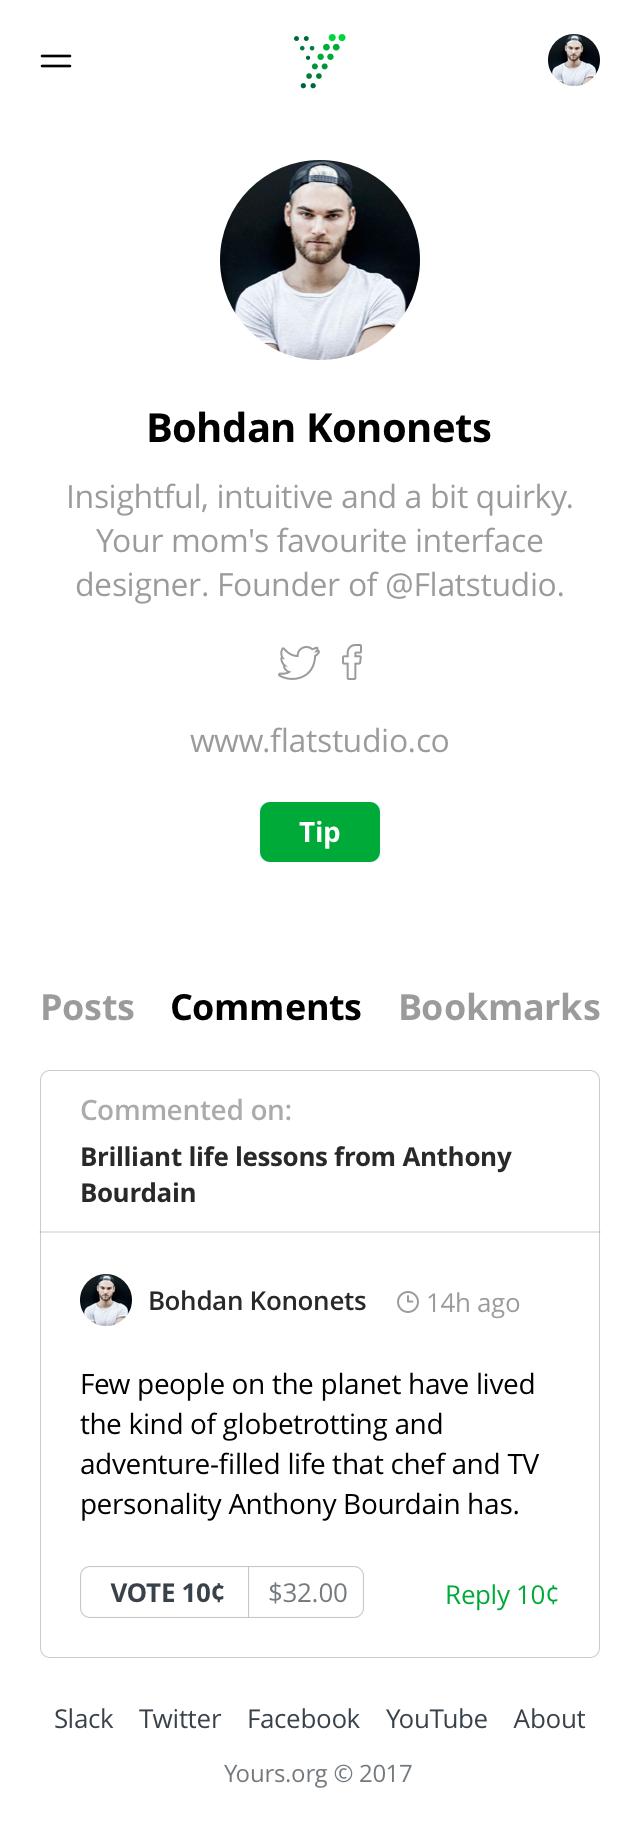 Bohdan Kononets
Insightful, intuitive and a bit quirky.
Your mom's favourite interface
designer. Founder of @Flatstudio.
www.flatstudio.co
Tip
Posts Comments Bookmarks
Commented on:
Brilliant life lessons from Anthony
Bourdain
Bohdan Kononets 14h ago
Few people on the planet have lived
the kind of globetrotting and
adventure-filled life that chef and TV
personality Anthony Bourdain has.
VOTE 10¢ $32.00 Reply 10¢
Slack Twitter Facebook YouTube About
Yours.org © 2017